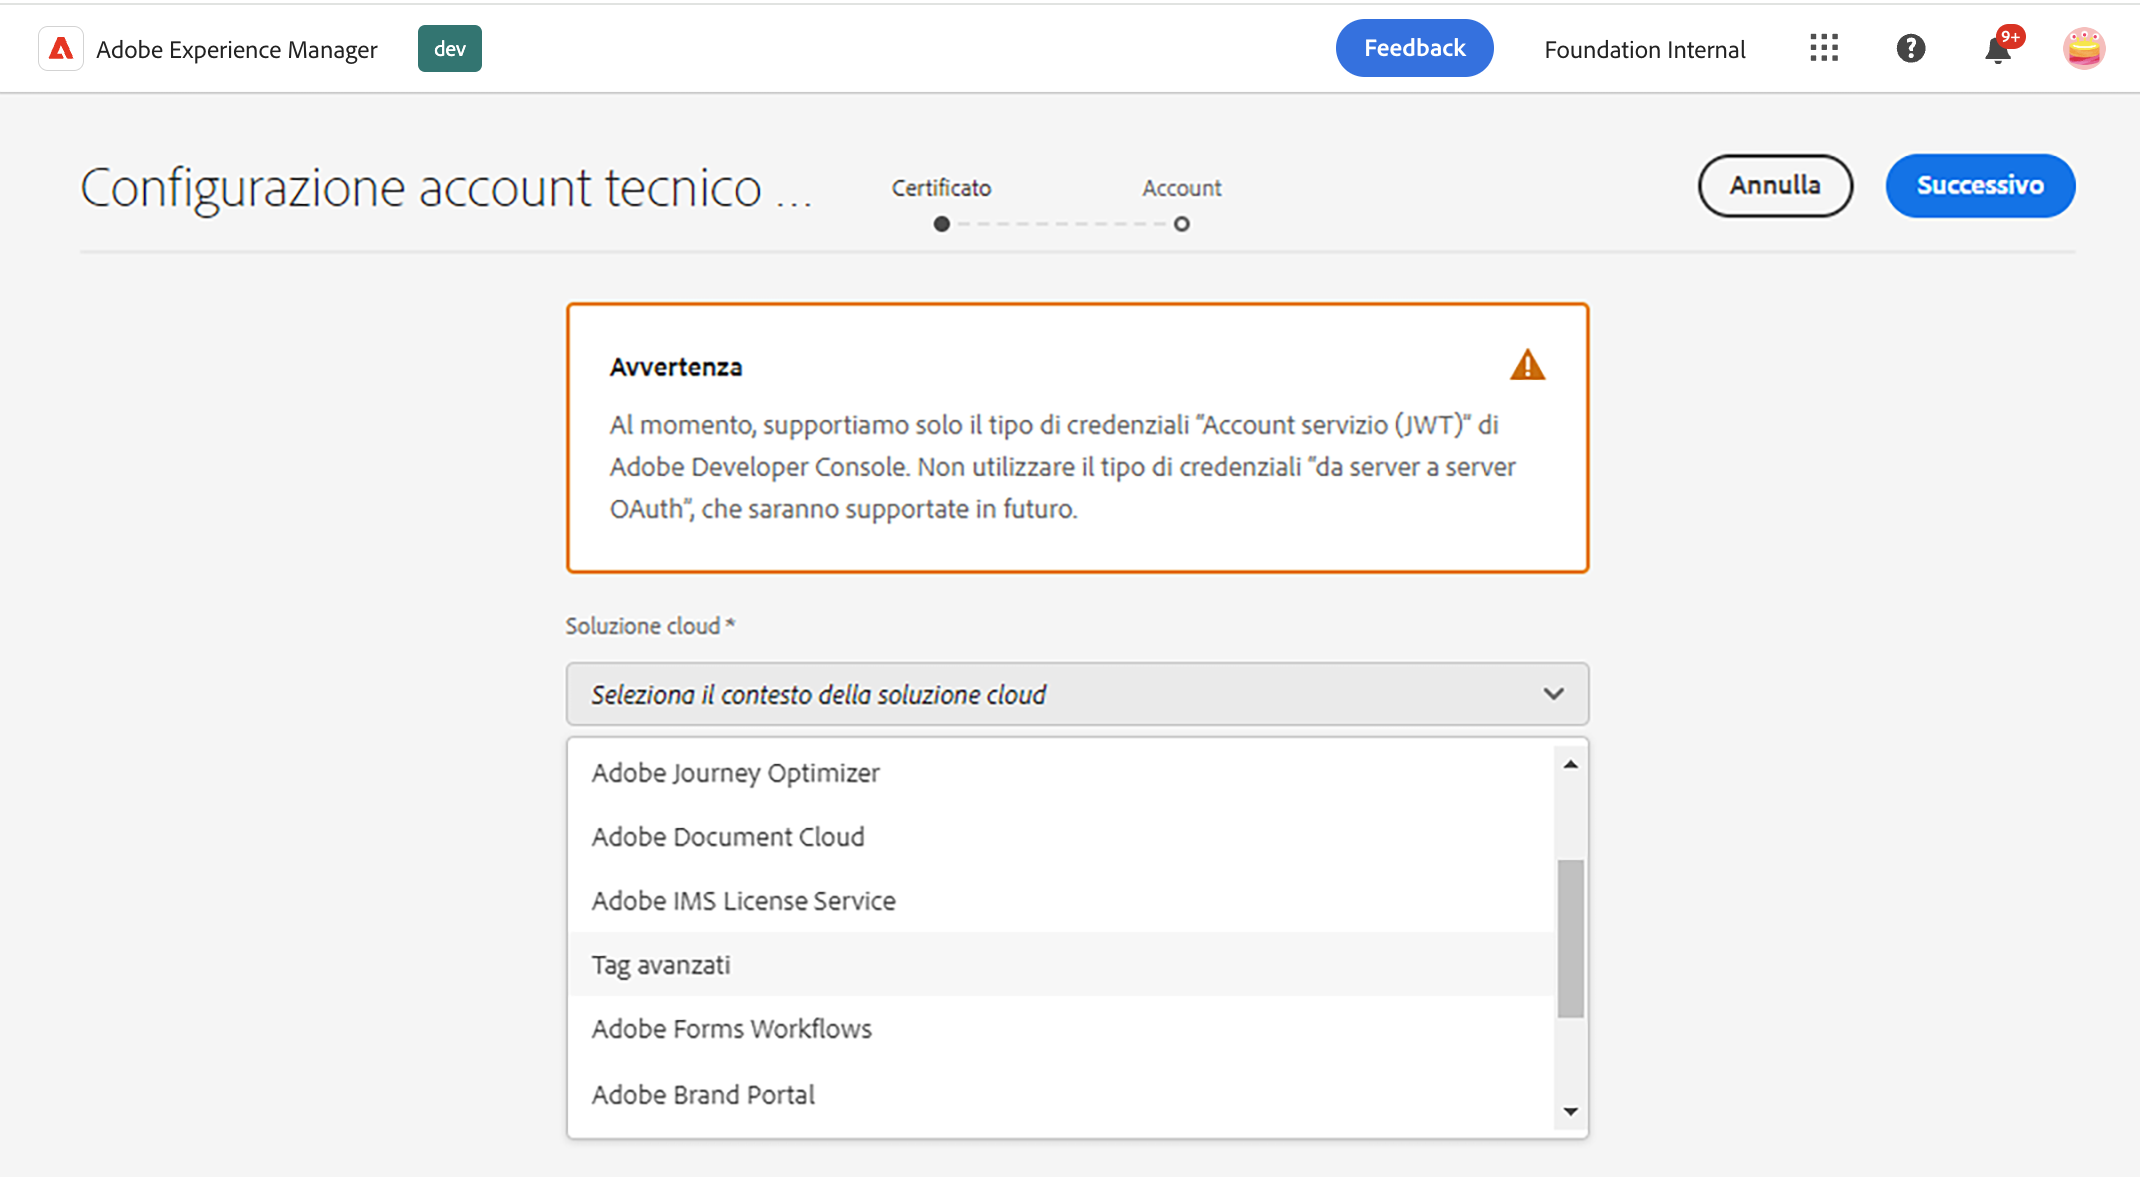 Adobe Experience Manager
dev
Feedback
Foundation Internal
9+
Configurazione account tecnico ...
Certificato
Account
Annulla
Successivo
Avvertenza
Al momento, supportiamo solo il tipo di credenziali "Account servizio (JWT)" di
Adobe Developer Console. Non utilizzare il tipo di credenziali "da server a server
OAuth", che saranno supportate in futuro.
Soluzione cloud *
Seleziona il contesto della soluzione cloud
Adobe Journey Optimizer
Adobe Document Cloud
Adobe IMS License Service
Tag avanzati
Adobe Forms Workflows
Adobe Brand Portal